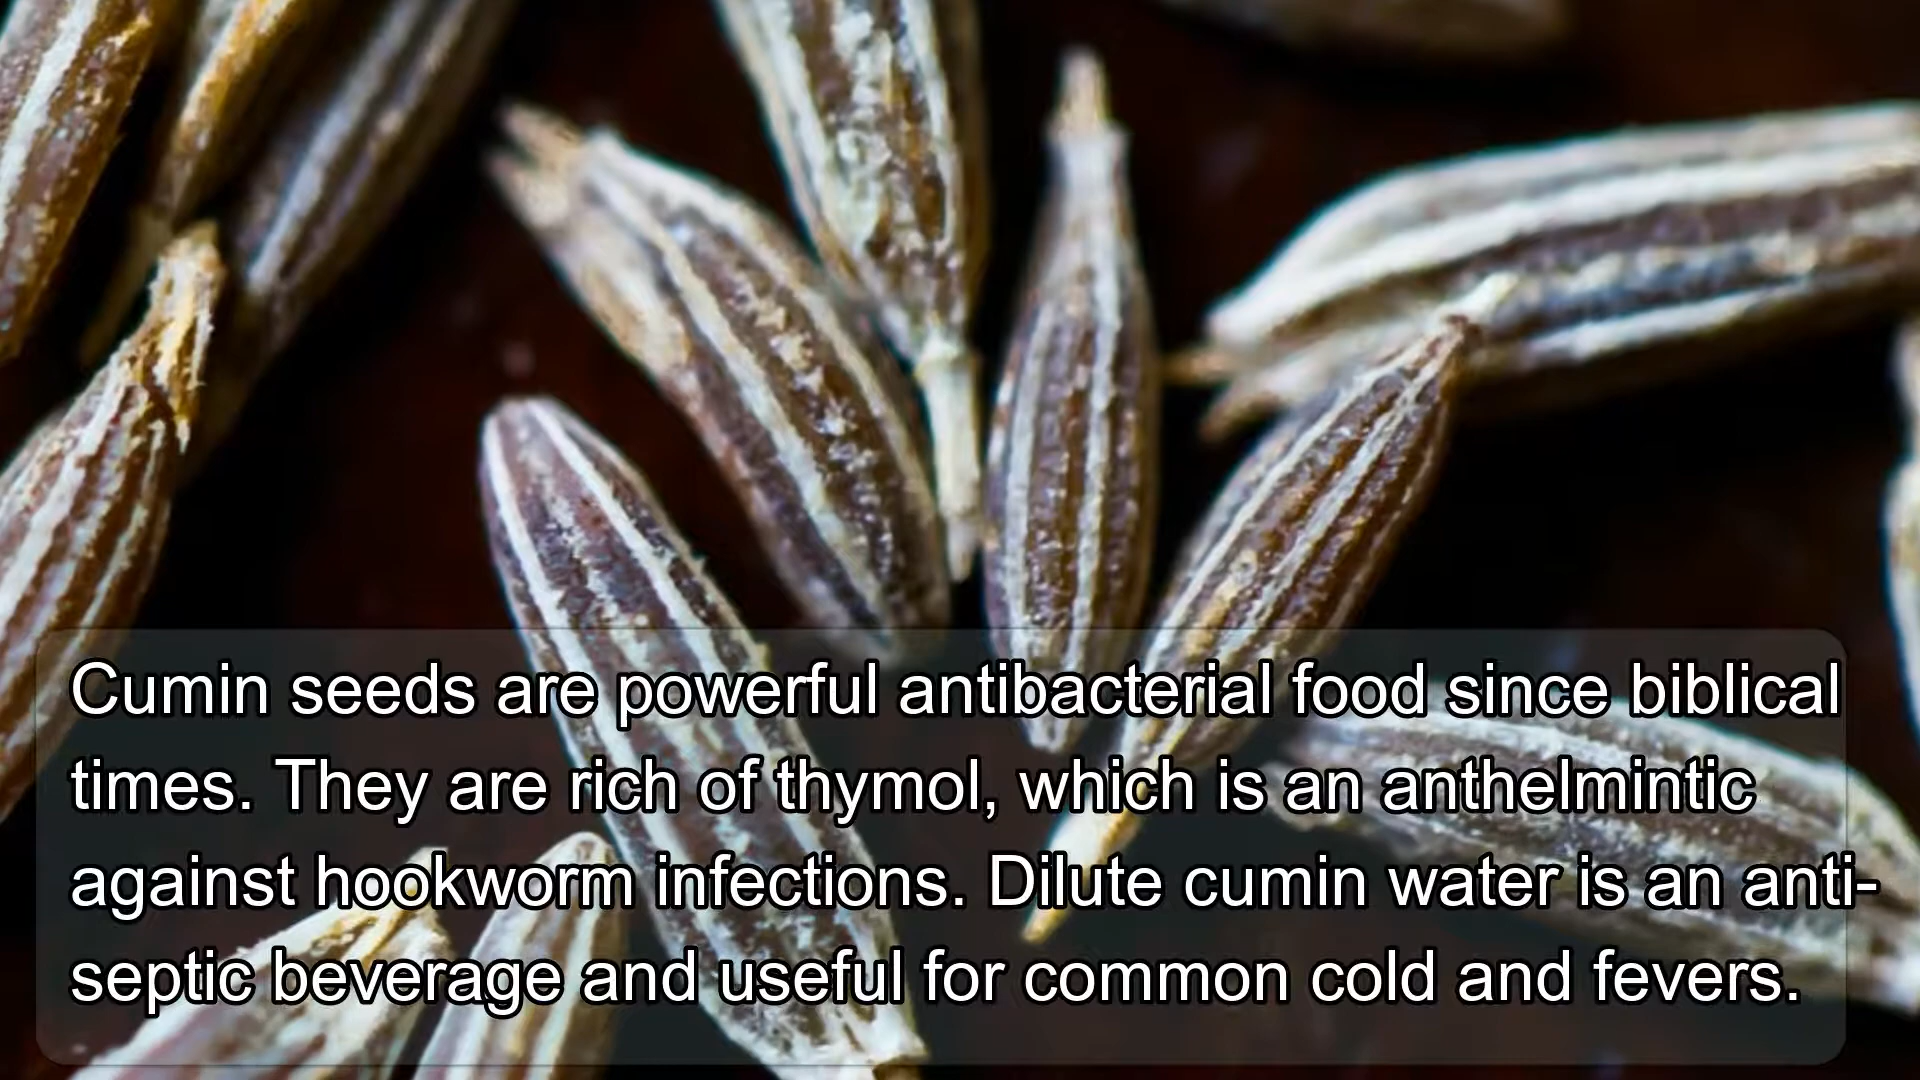 Cumin seeds are powerful antibacterial food since biblical
times. They are rich of thymol, which is an anthelmintic
against hookworm infections. Dilute cumin water is an anti-
septic beverage and useful for common cold and fevers.